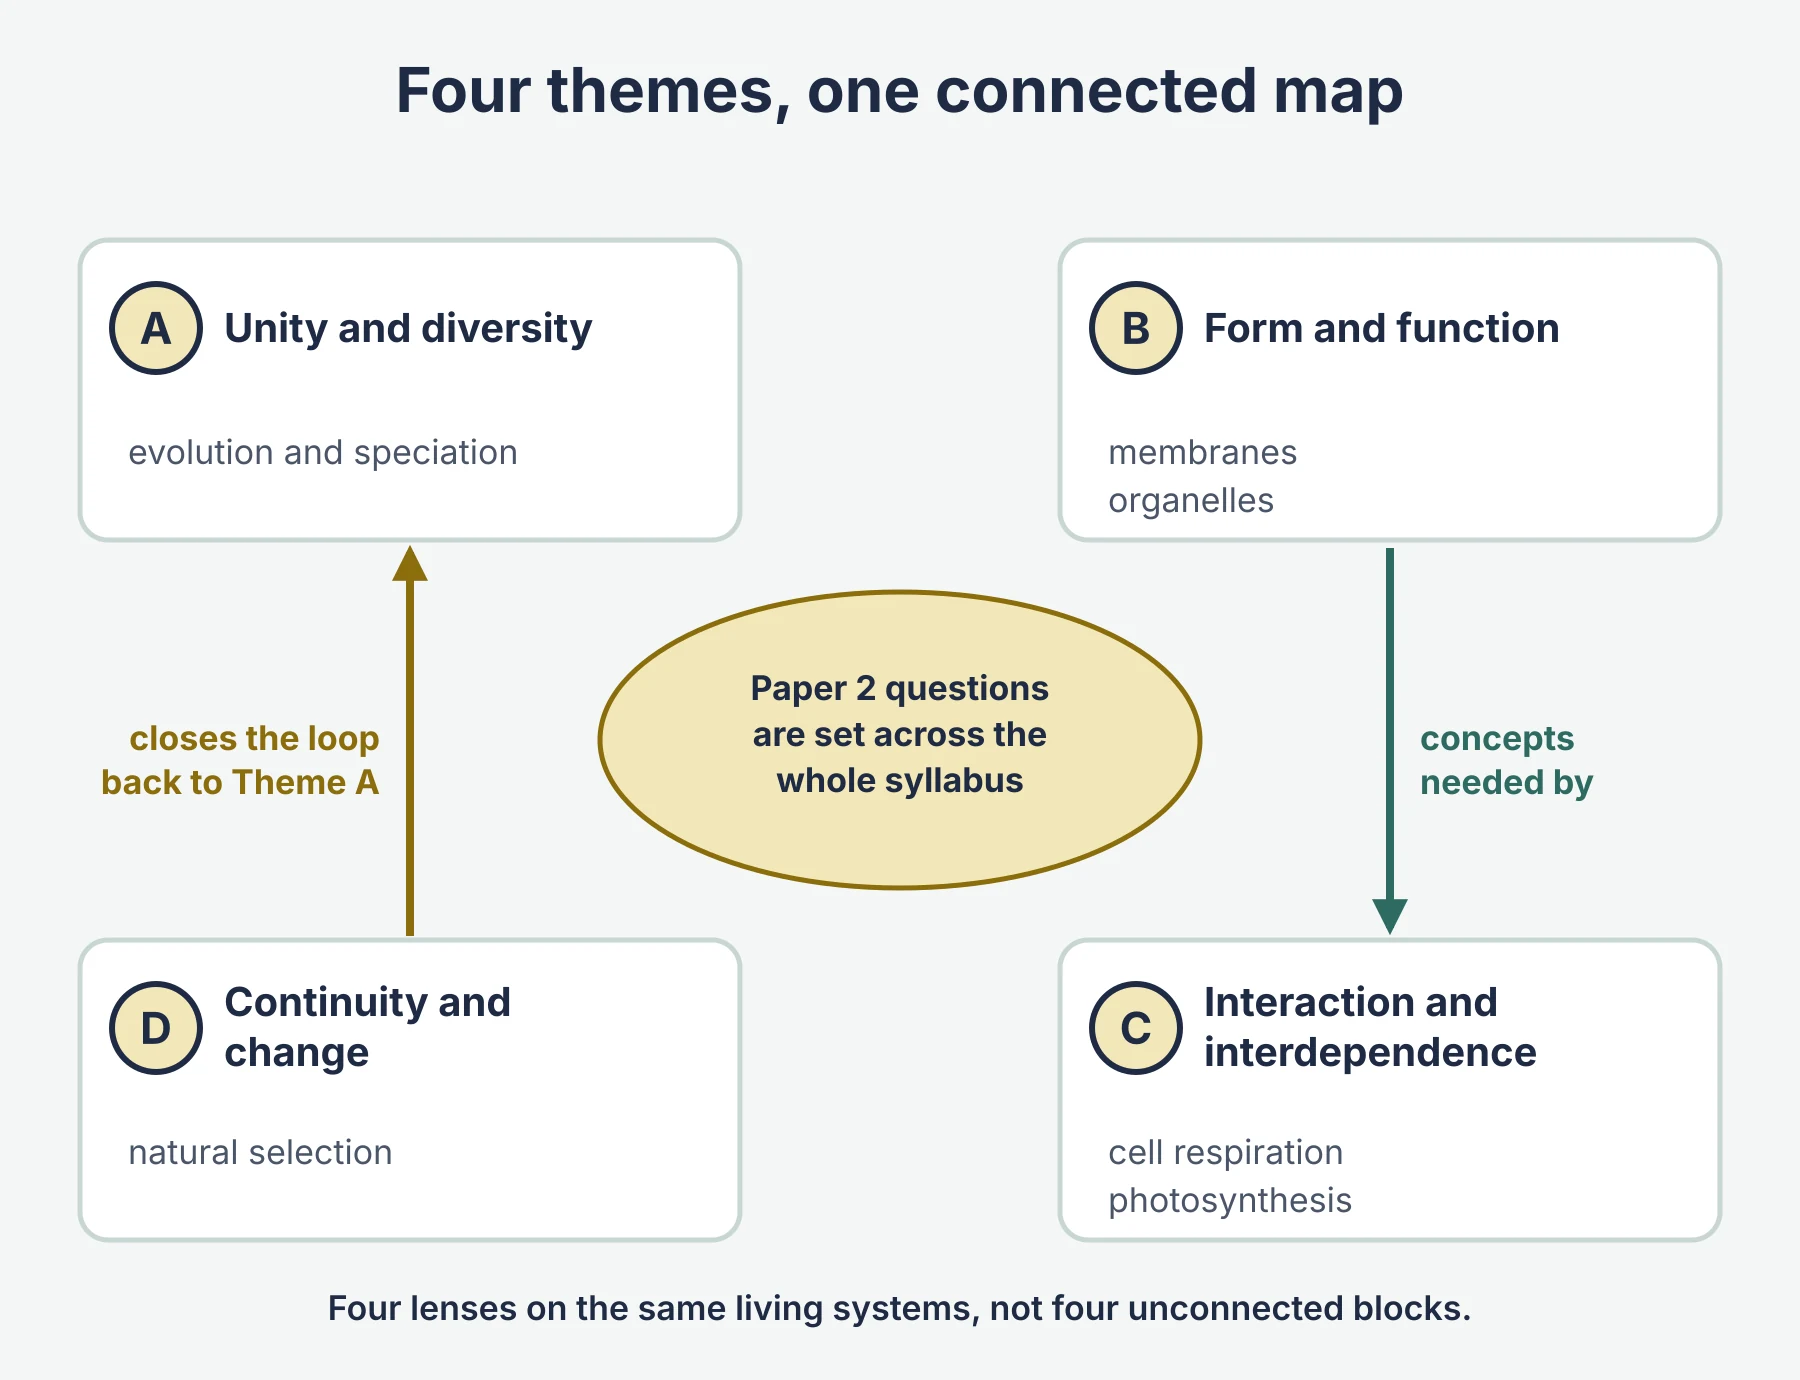 Four themes, one connected map
A
Unity and diversity
evolution and speciation
B
Form and function
membranes
organelles
closes the loop
back to Theme A
Paper 2 questions
are set across the
whole syllabus
concepts
needed by
D
Continuity and
change
natural selection
C
Interaction and
interdependence
cell respiration
photosynthesis
Four lenses on the same living systems, not four unconnected blocks.